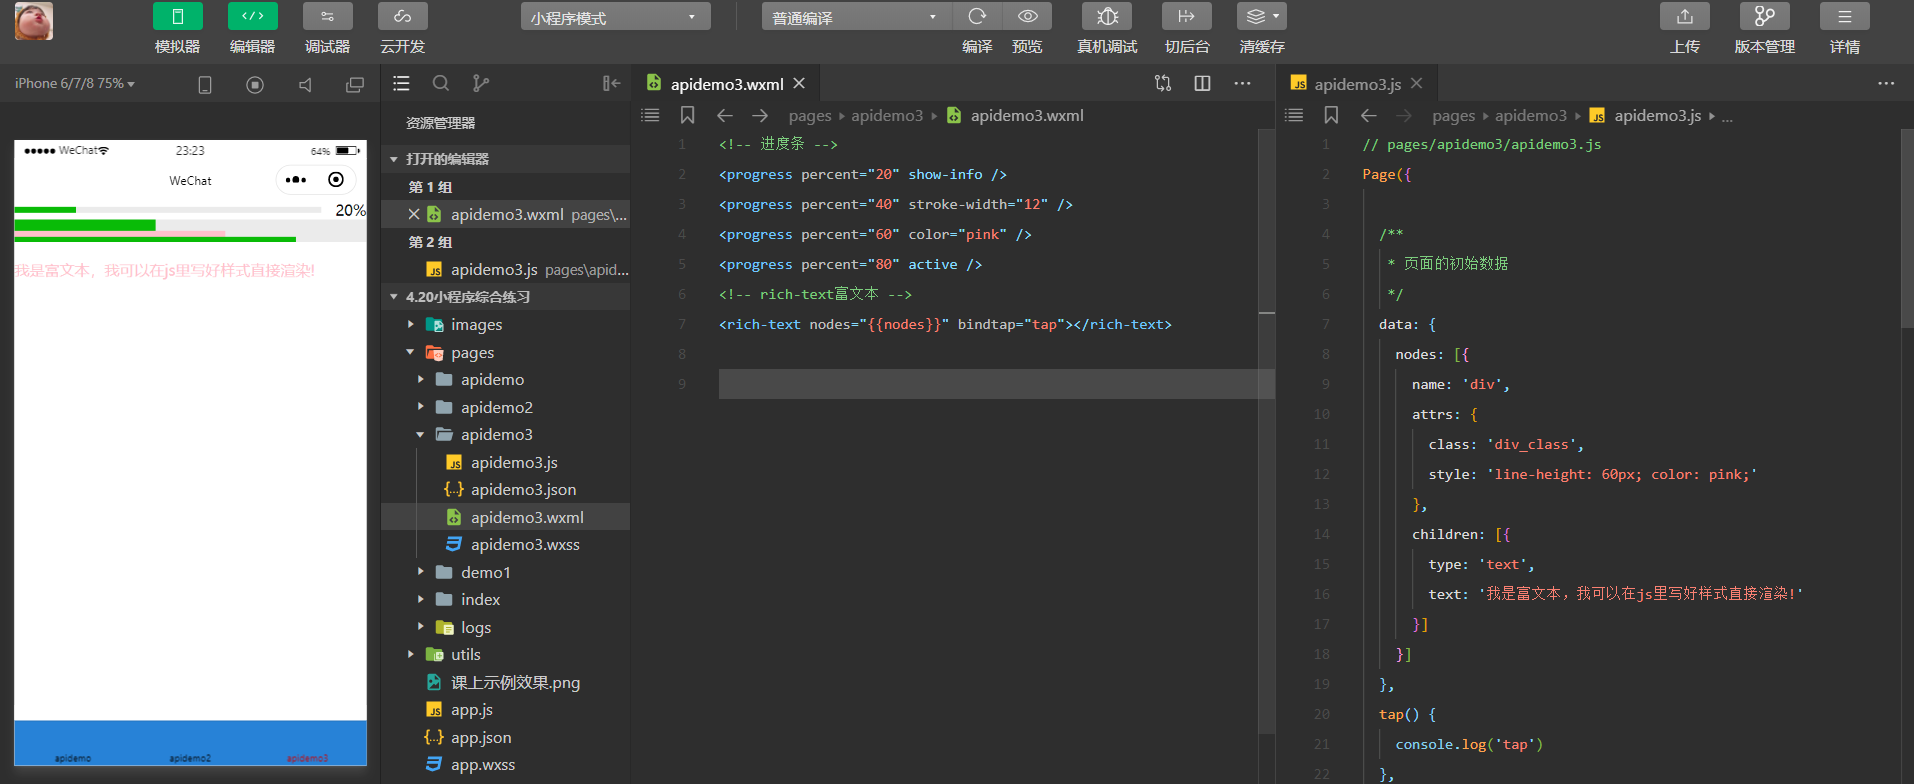 模拟器 编辑器 调试器 云开发 小程序模式 普通编译 编译 预览 真机调试 切后台 清缓存 上传 版本管理 详情
iPhone 6/7/8 75%
WeChat 23:23 64%
WeChat
20%
我是富文本，我可以在js里写好样式直接渲染!
apidemo apidemo2 apidemo3
资源管理器
打开的编辑器
第 1 组
apidemo3.wxml pages\...
第 2 组
JS apidemo3.js pages\apid...
4.20小程序综合练习
images
pages
apidemo
apidemo2
apidemo3
JS apidemo3.js
{..} apidemo3.json
apidemo3.wxml
apidemo3.wxss
demo1
index
logs
utils
课上示例效果.png
JS app.js
{..} app.json
app.wxss
apidemo3.wxml
pages apidemo3 apidemo3.wxml
1 <!-- 进度条 -->
2 <progress percent="20" show-info />
3 <progress percent="40" stroke-width="12" />
4 <progress percent="60" color="pink" />
5 <progress percent="80" active />
6 <!-- rich-text富文本 -->
7 <rich-text nodes="{{nodes}}" bindtap="tap"></rich-text>
8
9
JS apidemo3.js
pages apidemo3 JS apidemo3.js ...
1 // pages/apidemo3/apidemo3.js
2 Page({
3
4 /**
5 * 页面的初始数据
6 */
7 data: {
8 nodes: [{
9 name: 'div',
10 attrs: {
11 class: 'div_class',
12 style: 'line-height: 60px; color: pink;'
13 },
14 children: [{
15 type: 'text',
16 text: '我是富文本，我可以在js里写好样式直接渲染!'
17 }]
18 }]
19 },
20 tap() {
21 console.log('tap')
22 },